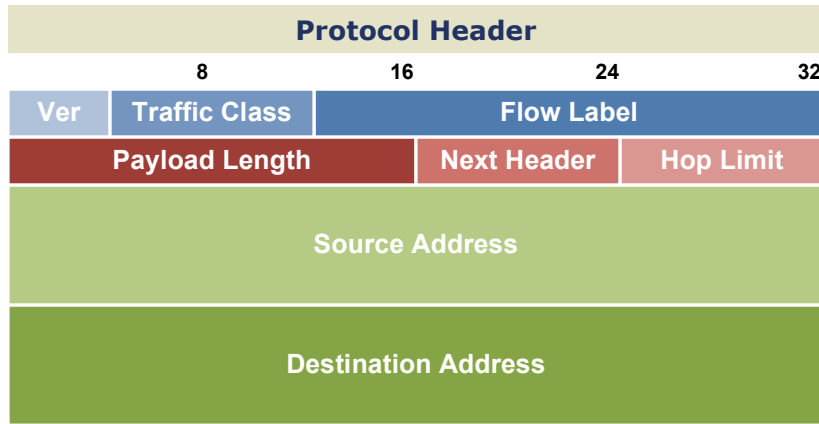 Protocol Header
8 16 24 32
Ver Traffic Class Flow Label
Payload Length Next Header Hop Limit
Source Address
Destination Address